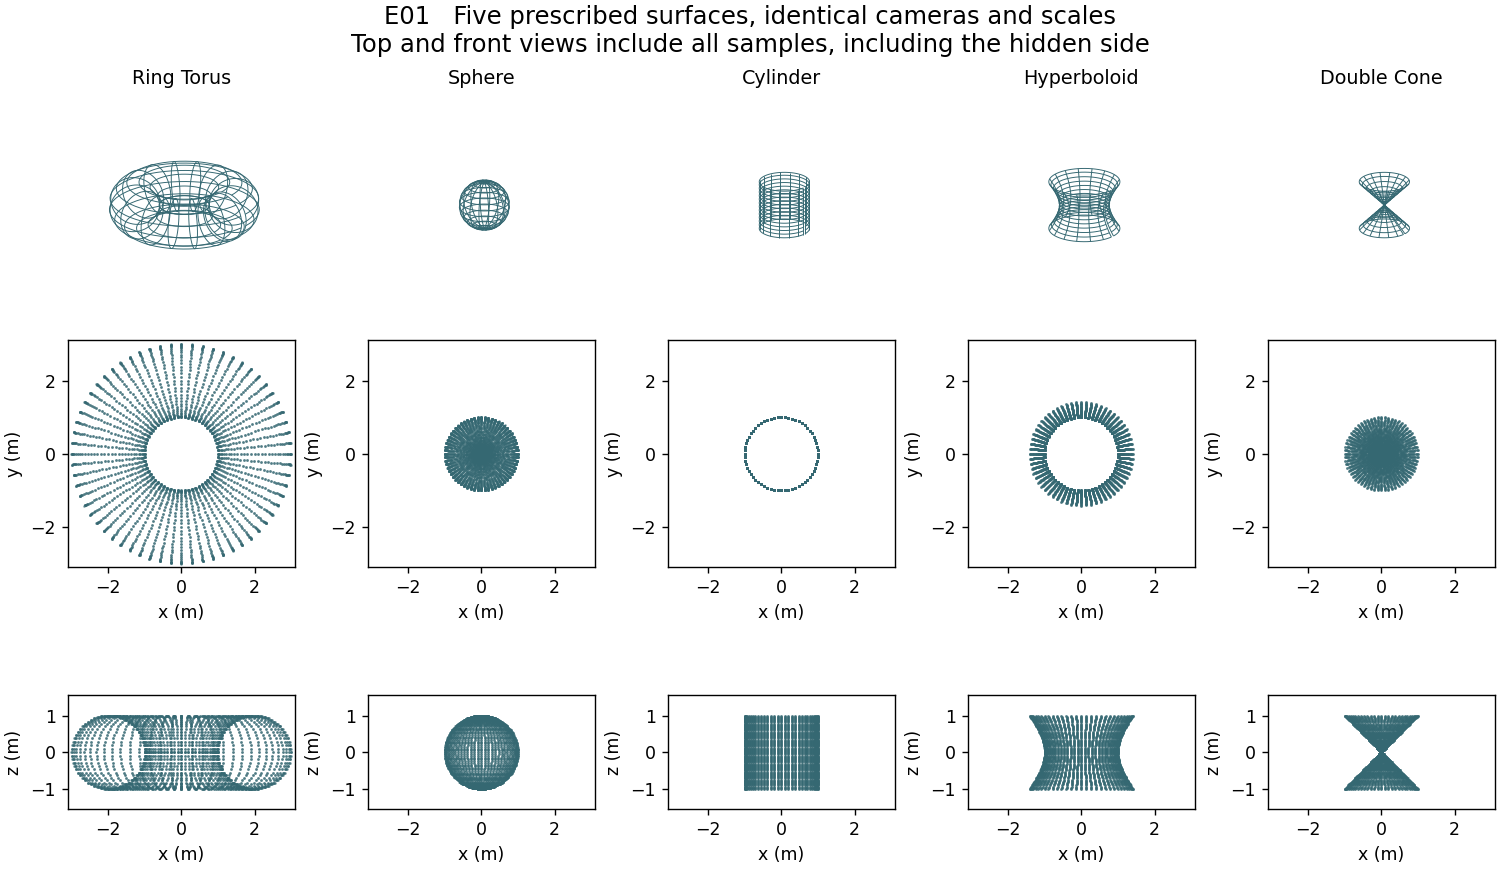 E01   Five prescribed surfaces, identical cameras and scales
Top and front views include all samples, including the hidden side
Ring Torus
Sphere
Cylinder
Hyperboloid
Double Cone
y (m)
2
0
−2
−2 0 2
x (m)
y (m)
2
0
−2
−2 0 2
x (m)
y (m)
2
0
−2
−2 0 2
x (m)
y (m)
2
0
−2
−2 0 2
x (m)
y (m)
2
0
−2
−2 0 2
x (m)
z (m)
1
0
−1
−2 0 2
x (m)
z (m)
1
0
−1
−2 0 2
x (m)
z (m)
1
0
−1
−2 0 2
x (m)
z (m)
1
0
−1
−2 0 2
x (m)
z (m)
1
0
−1
−2 0 2
x (m)